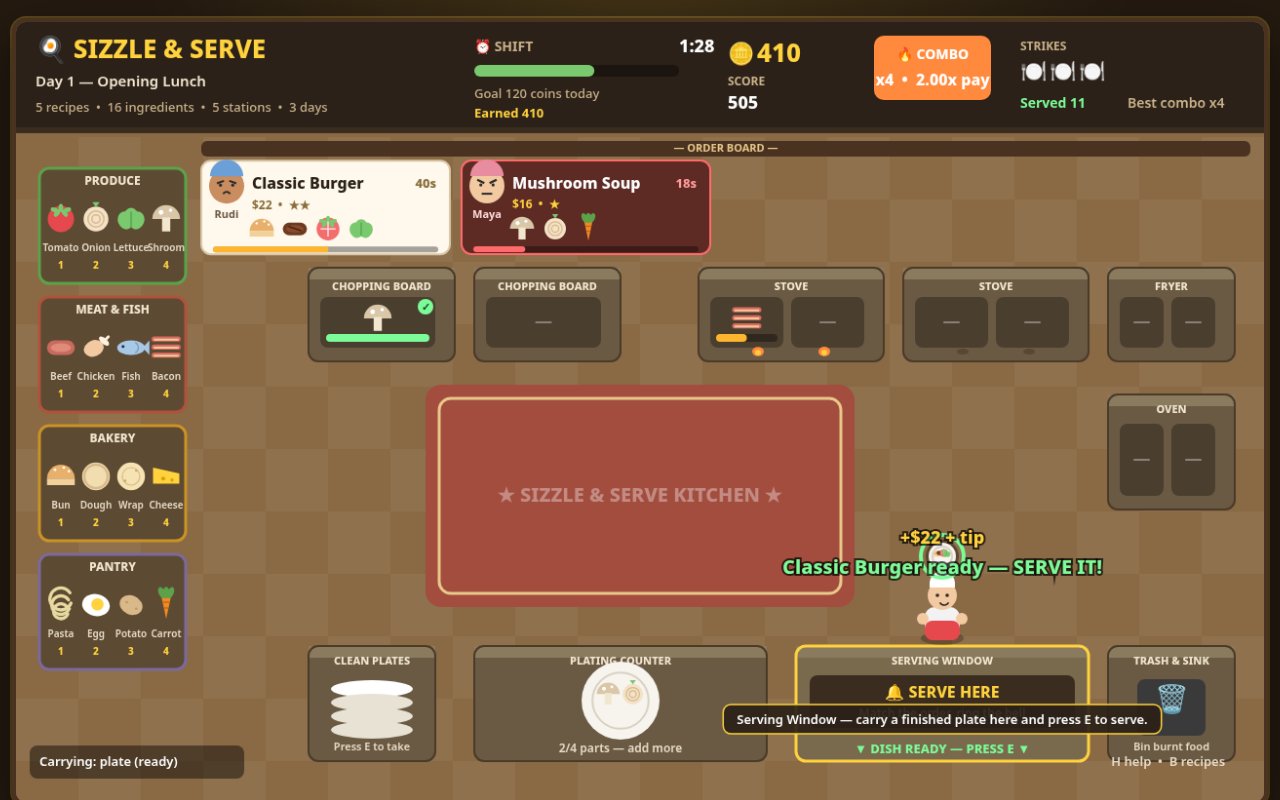 SIZZLE & SERVE
Day 1 — Opening Lunch
5 recipes • 16 ingredients • 5 stations • 3 days
SHIFT
1:28
Goal 120 coins today
Earned 410
410
SCORE
505
COMBO
x4 • 2.00x pay
STRIKES
Served 11
Best combo x4
— ORDER BOARD —
Classic Burger
40s
$22 • ★★
Rudi
Mushroom Soup
18s
$16 • ★
Maya
PRODUCE
Tomato Onion Lettuce Shroom
1 2 3 4
MEAT & FISH
Beef Chicken Fish Bacon
1 2 3 4
BAKERY
Bun Dough Wrap Cheese
1 2 3 4
PANTRY
Pasta Egg Potato Carrot
1 2 3 4
CHOPPING BOARD
CHOPPING BOARD
STOVE
STOVE
FRYER
OVEN
★ SIZZLE & SERVE KITCHEN ★
+$22 + tip
Classic Burger ready — SERVE IT!
CLEAN PLATES
Press E to take
PLATING COUNTER
2/4 parts — add more
SERVING WINDOW
SERVE HERE
Serving Window — carry a finished plate here and press E to serve.
▼ DISH READY — PRESS E ▼
TRASH & SINK
Bin burnt food
H help • B recipes
Carrying: plate (ready)